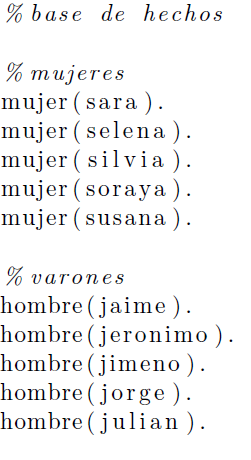 % base de hechos
% mujeres
mujer(sara).
mujer(selena).
mujer(silvia).
mujer(soraya).
mujer(susana).
% varones
hombre(jaime).
hombre(jeronimo).
hombre(jimeno).
hombre(jorge).
hombre(julian).